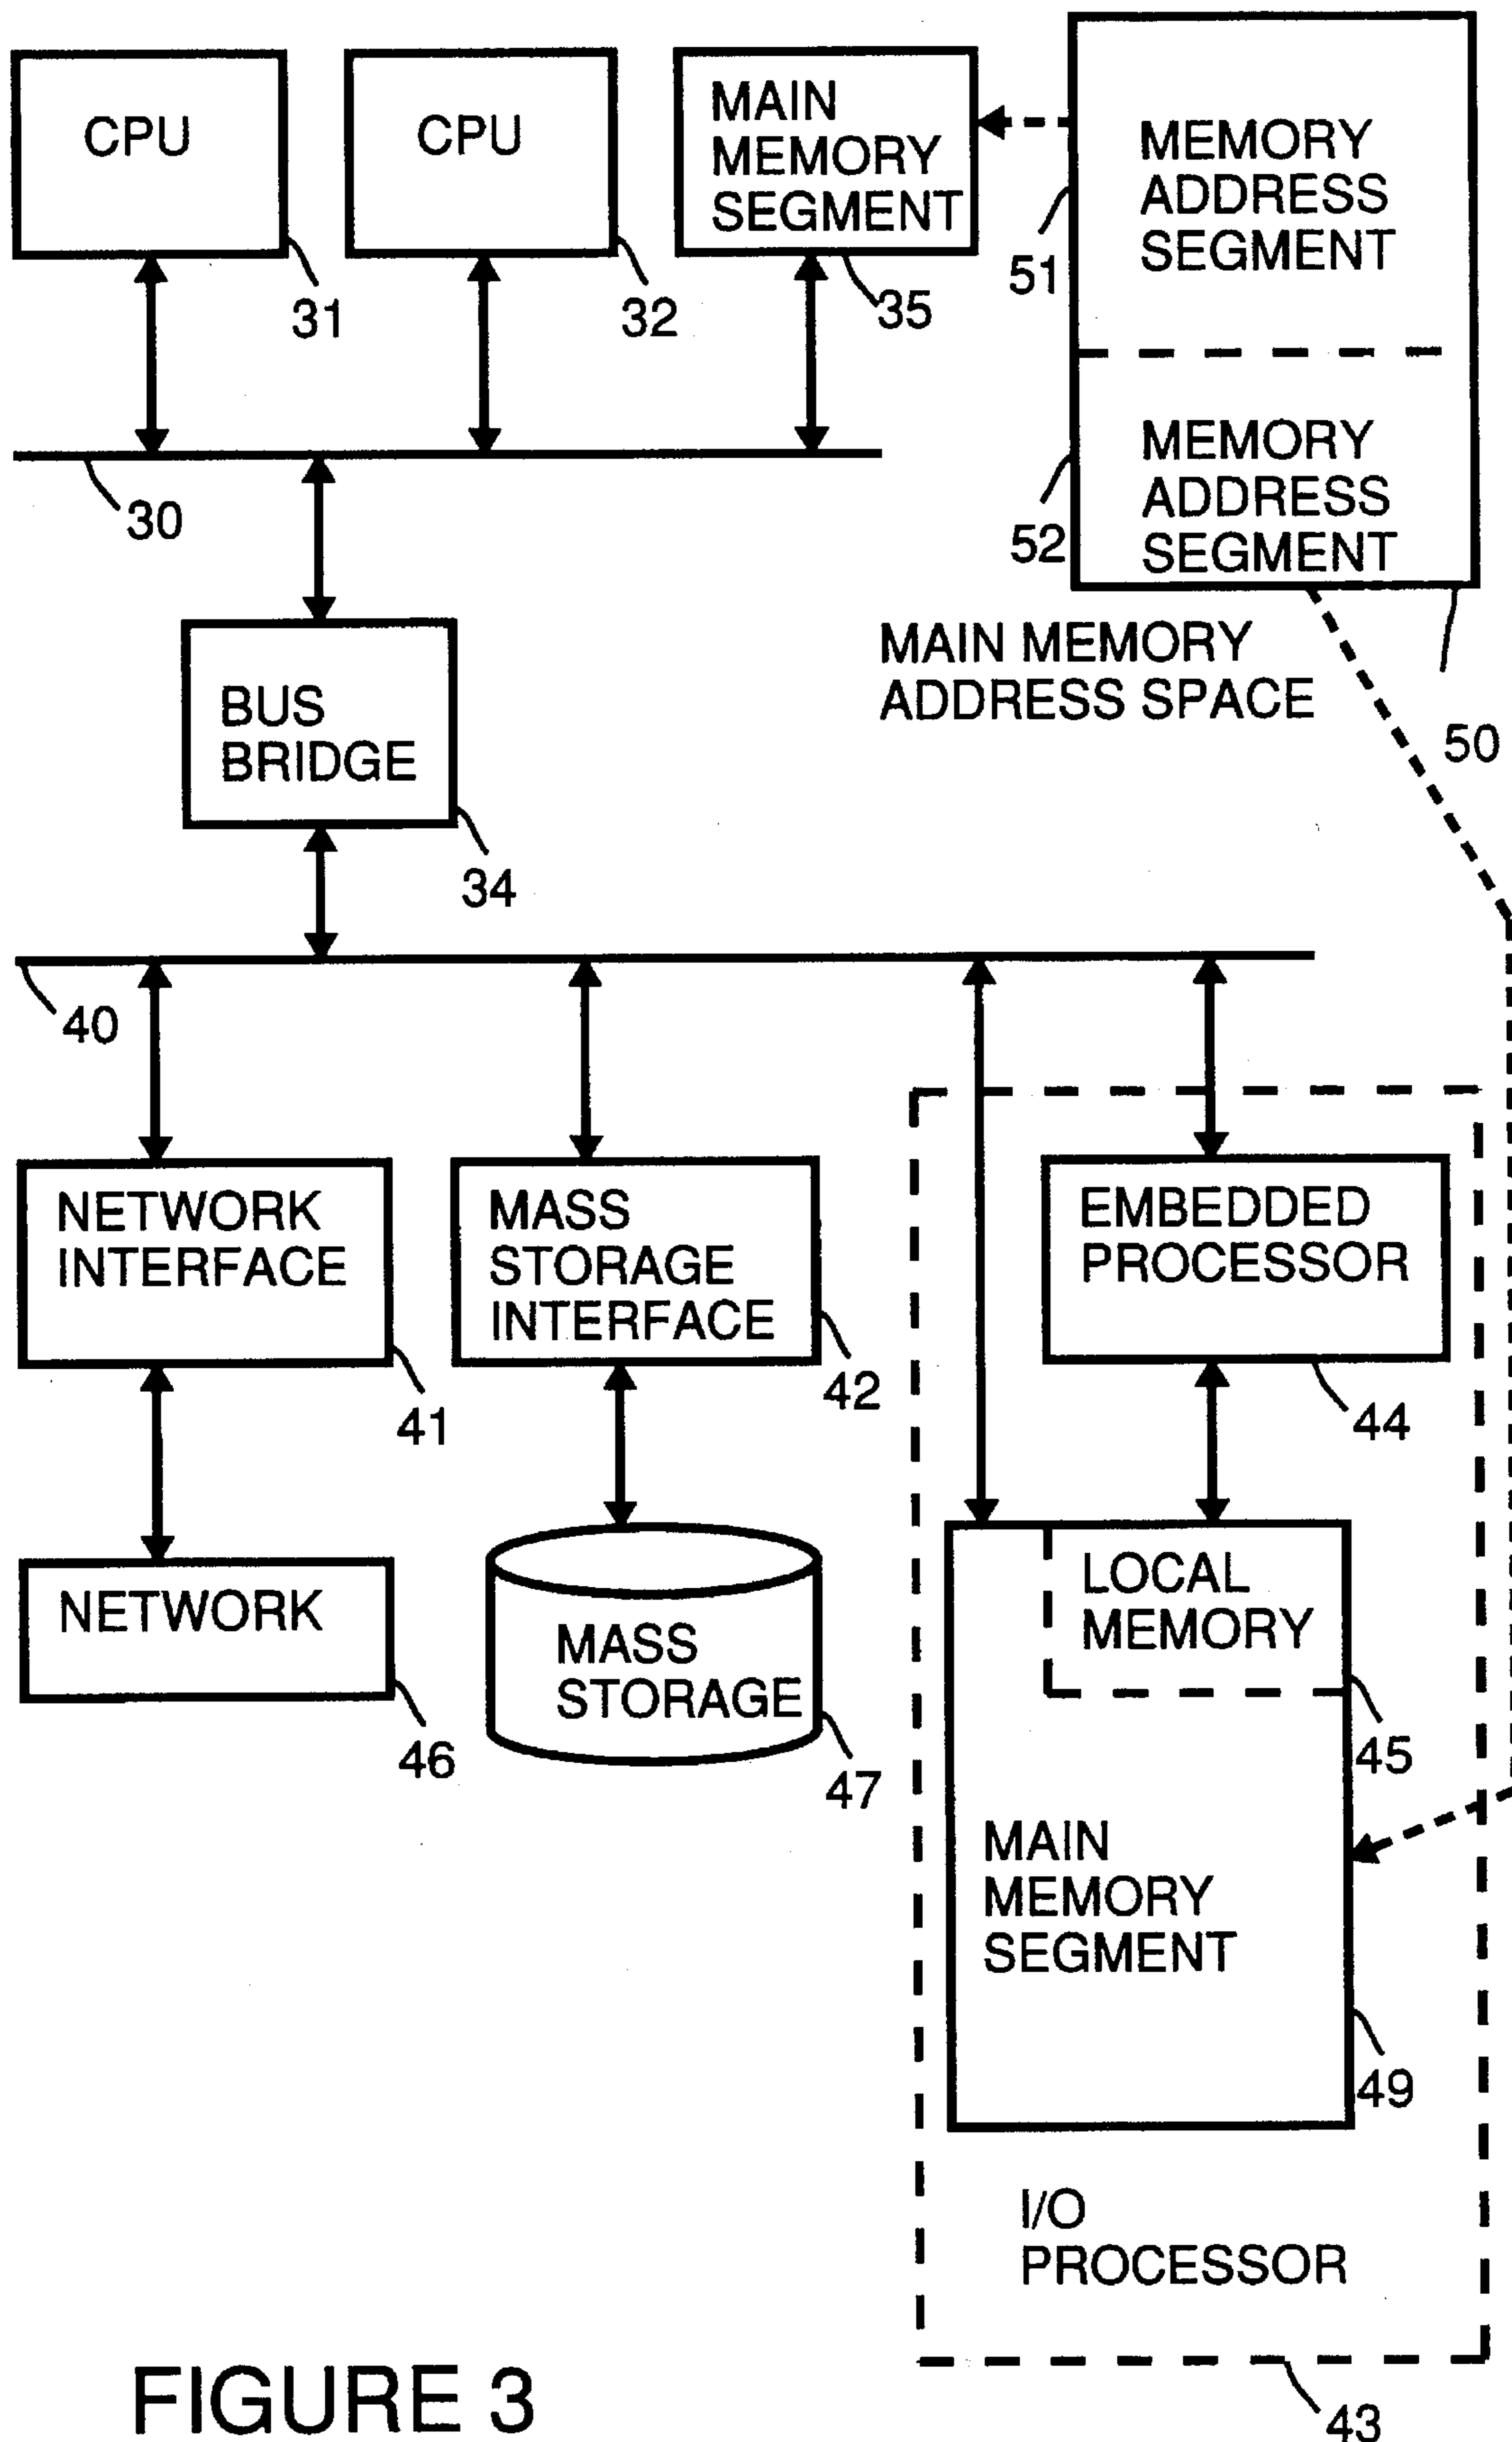 CPU
31
CPU
32
MAIN
MEMORY
SEGMENT
35
MEMORY
ADDRESS
SEGMENT
51
MEMORY
ADDRESS
SEGMENT
52
MAIN MEMORY
ADDRESS SPACE
50
30
BUS
BRIDGE
34
40
NETWORK
INTERFACE
41
MASS
STORAGE
INTERFACE
42
EMBEDDED
PROCESSOR
44
NETWORK
46
MASS
STORAGE
47
LOCAL
MEMORY
45
MAIN
MEMORY
SEGMENT
49
I/O
PROCESSOR
43
FIGURE 3